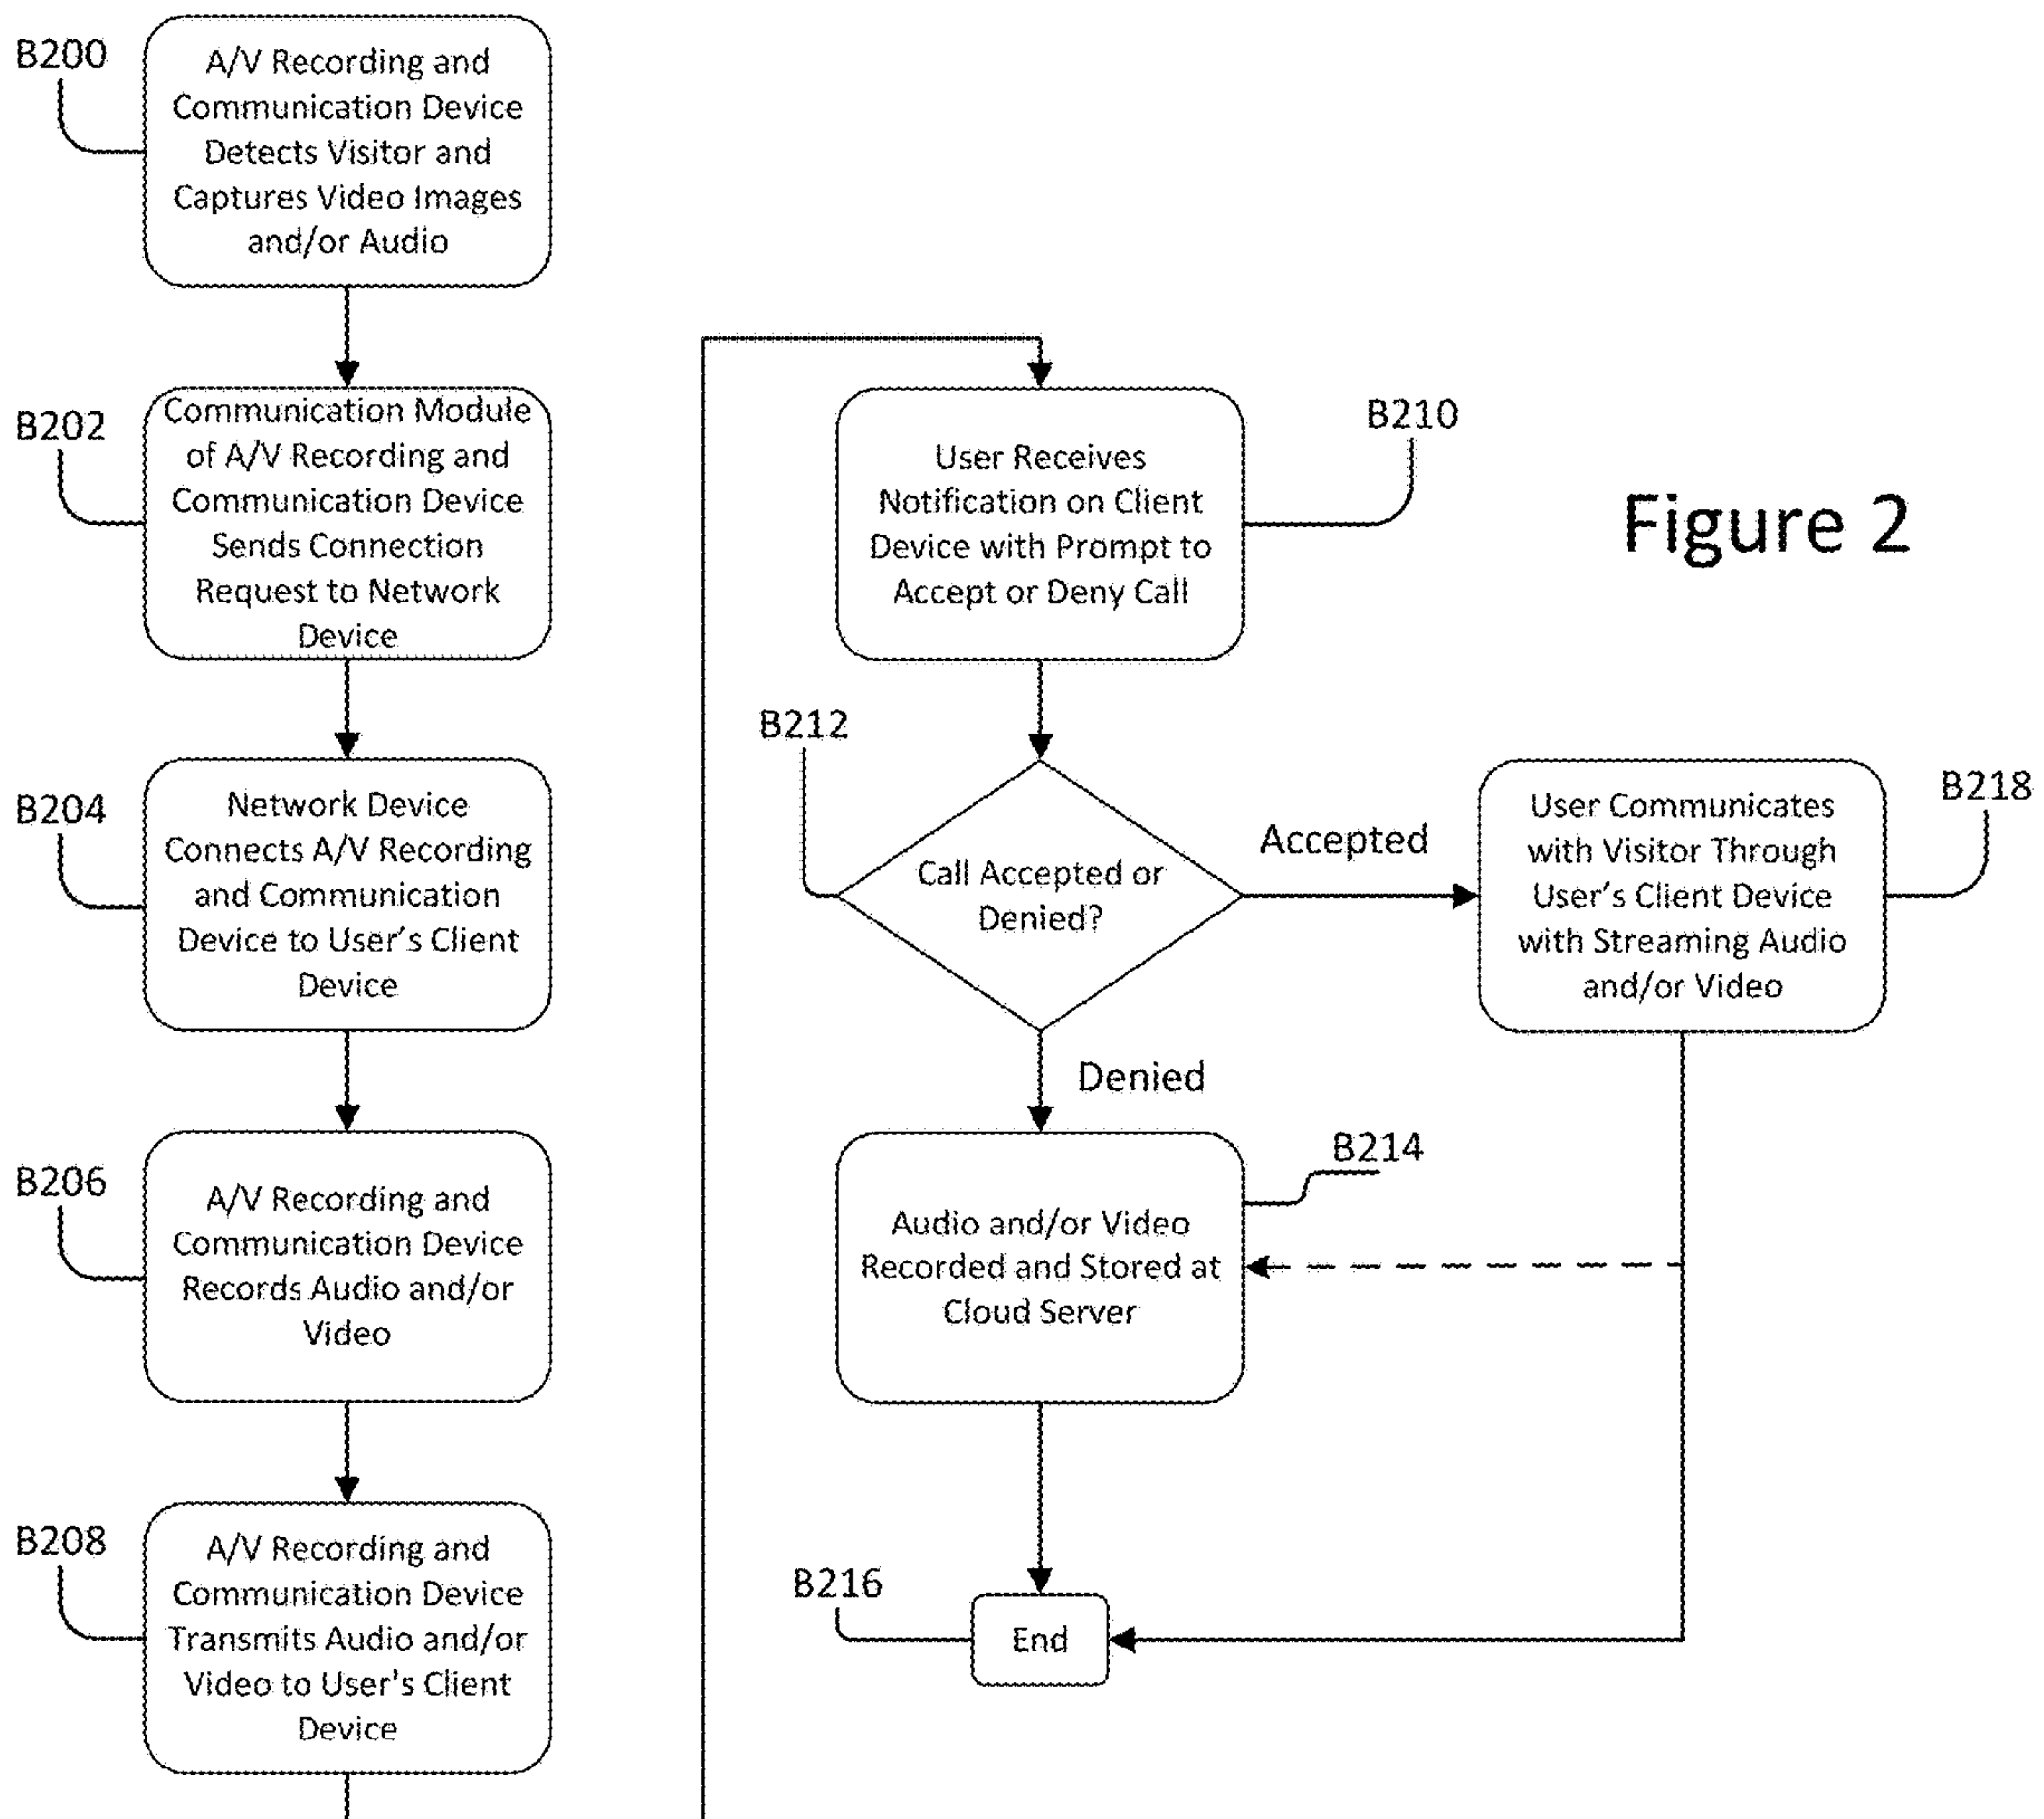 B200
A/V Recording and
Communication Device
Detects Visitor and
Captures Video Images
and/or Audio
B202
Communication Module
of A/V Recording and
Communication Device
Sends Connection
Request to Network
Device
B204
Network Device
Connects A/V Recording
and Communication
Device to User's Client
Device
B206
A/V Recording and
Communication Device
Records Audio and/or
Video
B208
A/V Recording and
Communication Device
Transmits Audio and/or
Video to User's Client
Device
B210
User Receives
Notification on Client
Device with Prompt to
Accept or Deny Call
Figure 2
B212
Call Accepted or
Denied?
Accepted
B218
User Communicates
with Visitor Through
User's Client Device
with Streaming Audio
and/or Video
Denied
B214
Audio and/or Video
Recorded and Stored at
Cloud Server
B216
End